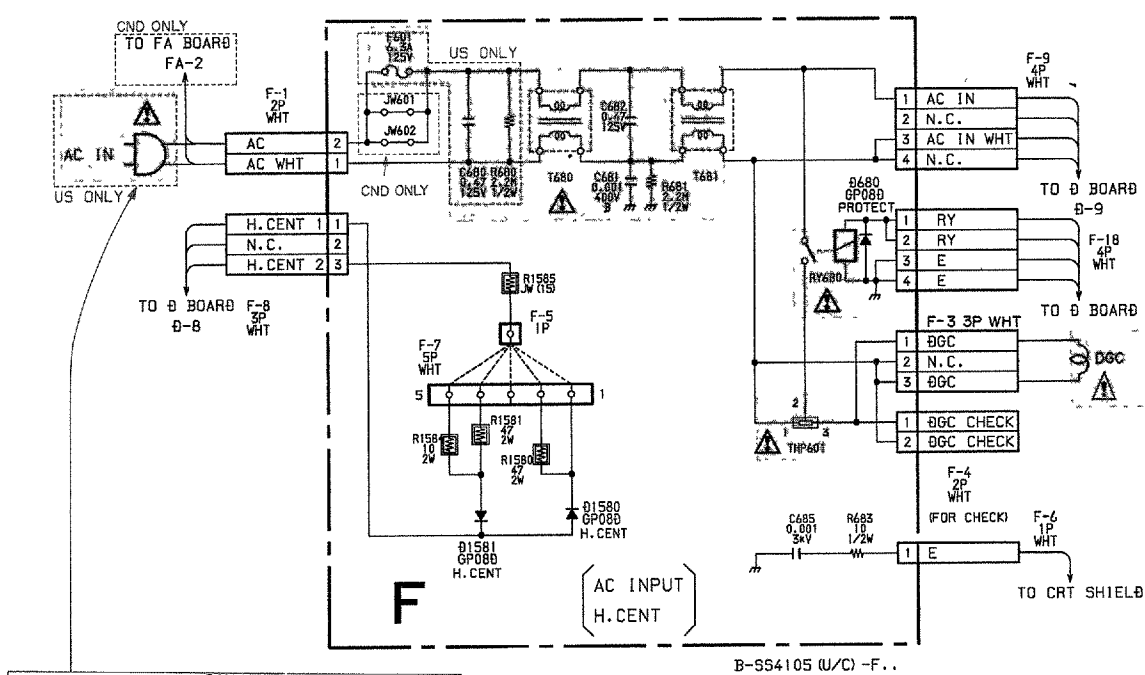 CND ONLY
TO FA BOARD
FA-2
F601
6.3A
125V
US ONLY
F-1
2P
WHT
JW601
JW602
CND ONLY
AC IN
US ONLY
AC 2
AC WHT 1
C680
0.47
125V
R680
2.2M
1/2W
T680
C682
0.47
125V
C681
0.001
400V
B
R681
2.2M
1/2W
T681
F-9
4P
WHT
1 AC IN
2 N.C.
3 AC IN WHT
4 N.C.
TO D BOARD
D-9
D680
GP08D
PROTECT
RY680
1 RY
2 RY
3 E
4 E
F-18
4P
WHT
TO D BOARD
H.CENT 1 1
N.C. 2
H.CENT 2 3
TO D BOARD
D-8
F-8
3P
WHT
R1585
JW (15)
F-5
1P
F-7
5P
WHT
5 1
R1584
10
2W
R1581
47
2W
R1580
47
2W
D1580
GP08D
H.CENT
D1581
GP08D
H.CENT
F-3 3P WHT
1 DGC
2 N.C.
3 DGC
DGC
1 DGC CHECK
2 DGC CHECK
2
1 3
THP601
F-4
2P
WHT
(FOR CHECK)
C685
0.001
3kV
R683
10
1/2W
1 E
F-6
1P
WHT
TO CRT SHIELD
F
AC INPUT
H.CENT
B-SS4105 (U/C) -F..